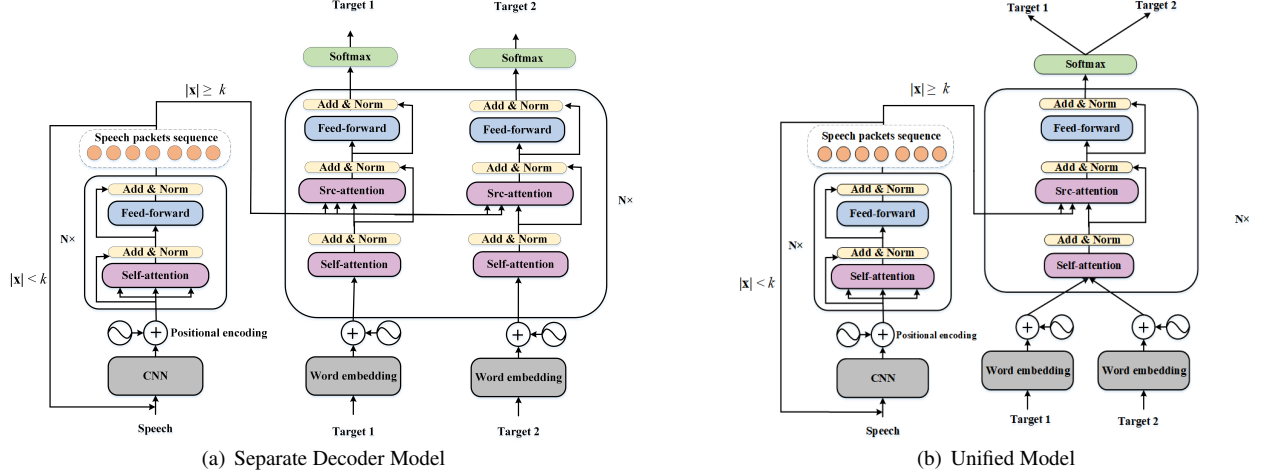 Target 1
Target 2
Softmax
Softmax
|x| ≥ k
Add & Norm
Add & Norm
Feed-forward
Feed-forward
Speech packets sequence
Add & Norm
Add & Norm
Src-attention
Src-attention
Add & Norm
Feed-forward
N×
N×
Add & Norm
Add & Norm
Add & Norm
Self-attention
Self-attention
Self-attention
|x| < k
Positional encoding
CNN
Word embedding
Word embedding
Speech
Target 1
Target 2
(a) Separate Decoder Model
Target 1
Target 2
Softmax
|x| ≥ k
Add & Norm
Feed-forward
Speech packets sequence
Add & Norm
Src-attention
Add & Norm
Feed-forward
N×
N×
Add & Norm
Add & Norm
Self-attention
Self-attention
|x| < k
Positional encoding
CNN
Word embedding
Word embedding
Speech
Target 1
Target 2
(b) Unified Model